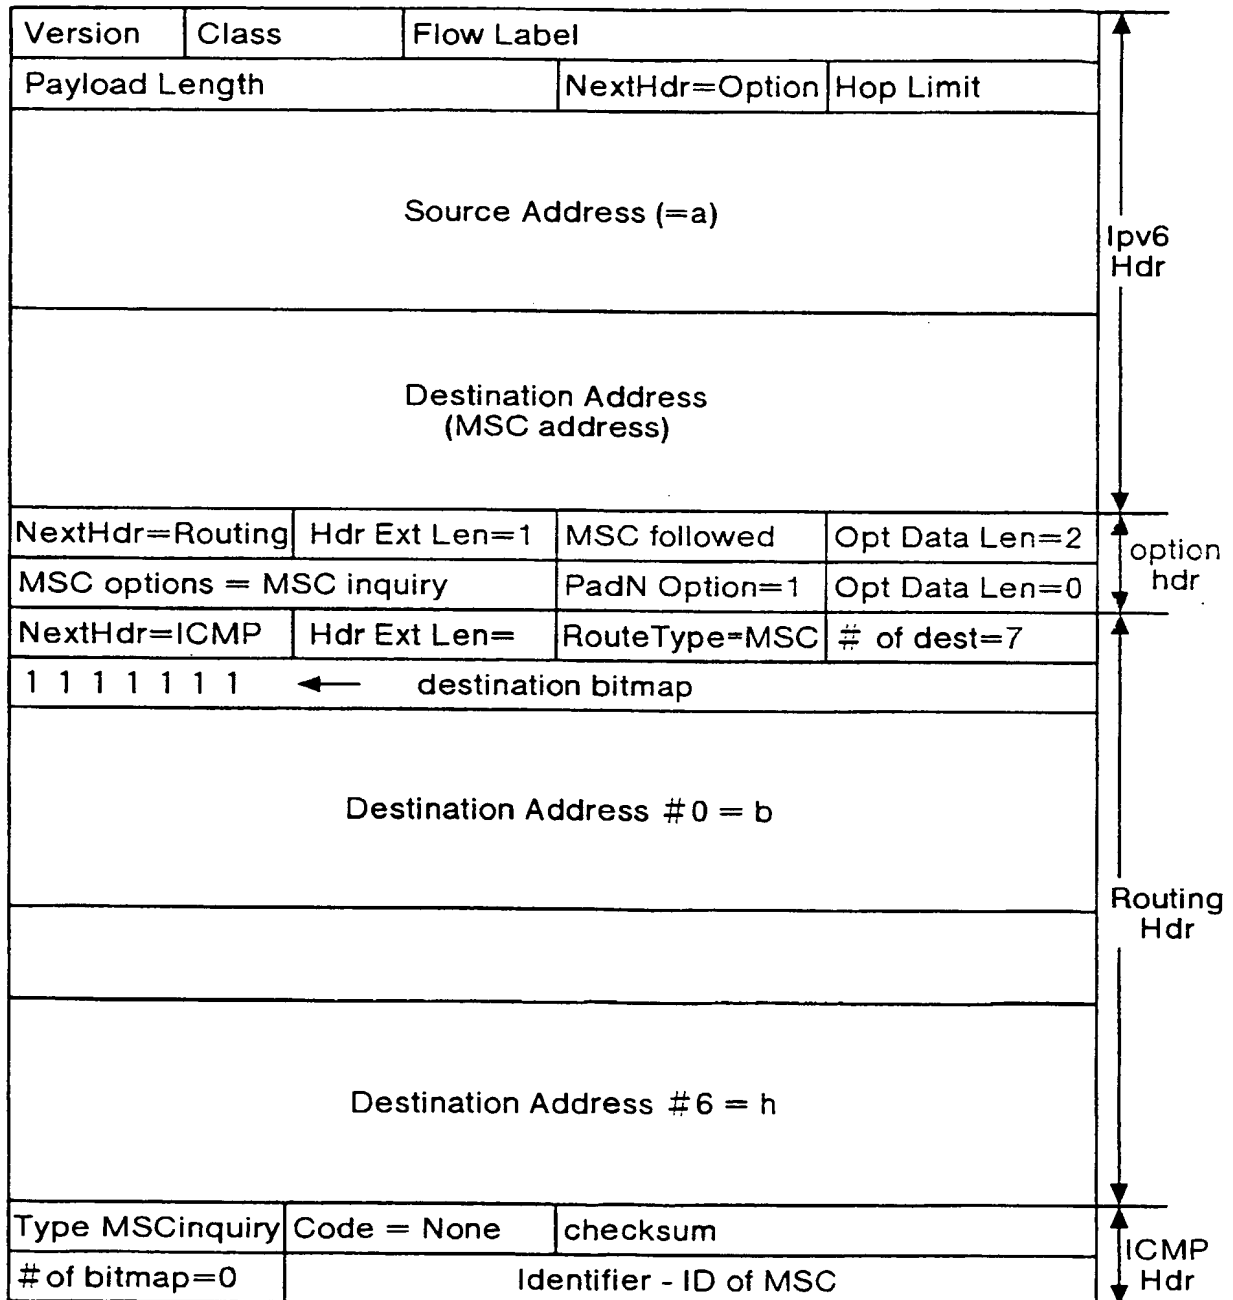 Version Class Flow Label
Payload Length NextHdr=Option Hop Limit
Source Address (=a)
Ipv6
Hdr
Destination Address
(MSC address)
NextHdr=Routing Hdr Ext Len=1 MSC followed Opt Data Len=2
option
hdr
MSC options = MSC inquiry PadN Option=1 Opt Data Len=0
NextHdr=ICMP Hdr Ext Len= RouteType=MSC # of dest=7
1 1 1 1 1 1 1 destination bitmap
Destination Address #0 = b
Routing
Hdr
Destination Address #6 = h
Type MSCinquiry Code = None checksum
ICMP
Hdr
# of bitmap=0 Identifier - ID of MSC